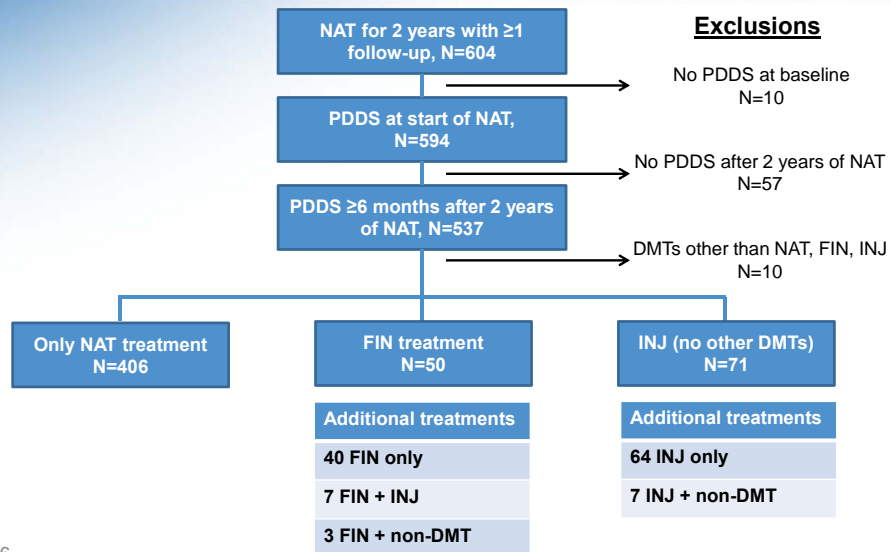 NAT for 2 years with ≥1
follow-up, N=604
Exclusions
No PDDS at baseline
N=10
PDDS at start of NAT,
N=594
No PDDS after 2 years of NAT
N=57
PDDS ≥6 months after 2 years
of NAT, N=537
DMTs other than NAT, FIN, INJ
N=10
Only NAT treatment
N=406
FIN treatment
N=50
INJ (no other DMTs)
N=71
Additional treatments
40 FIN only
7 FIN + INJ
3 FIN + non-DMT
Additional treatments
64 INJ only
7 INJ + non-DMT